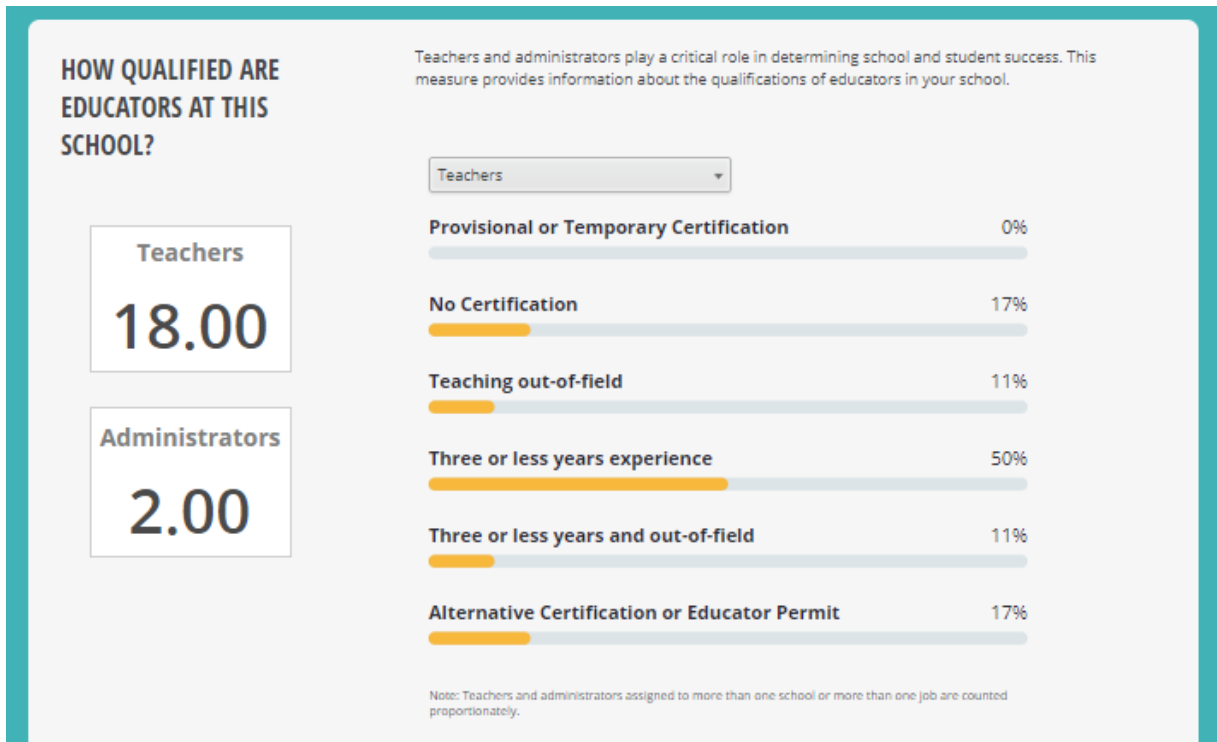 HOW QUALIFIED ARE
EDUCATORS AT THIS
SCHOOL?
Teachers and administrators play a critical role in determining school and student success. This
measure provides information about the qualifications of educators in your school.
Teachers
18.00
Administrators
2.00
Teachers
Provisional or Temporary Certification 0%
No Certification 17%
Teaching out-of-field 11%
Three or less years experience 50%
Three or less years and out-of-field 11%
Alternative Certification or Educator Permit 17%
Note: Teachers and administrators assigned to more than one school or more than one job are counted
proportionately.